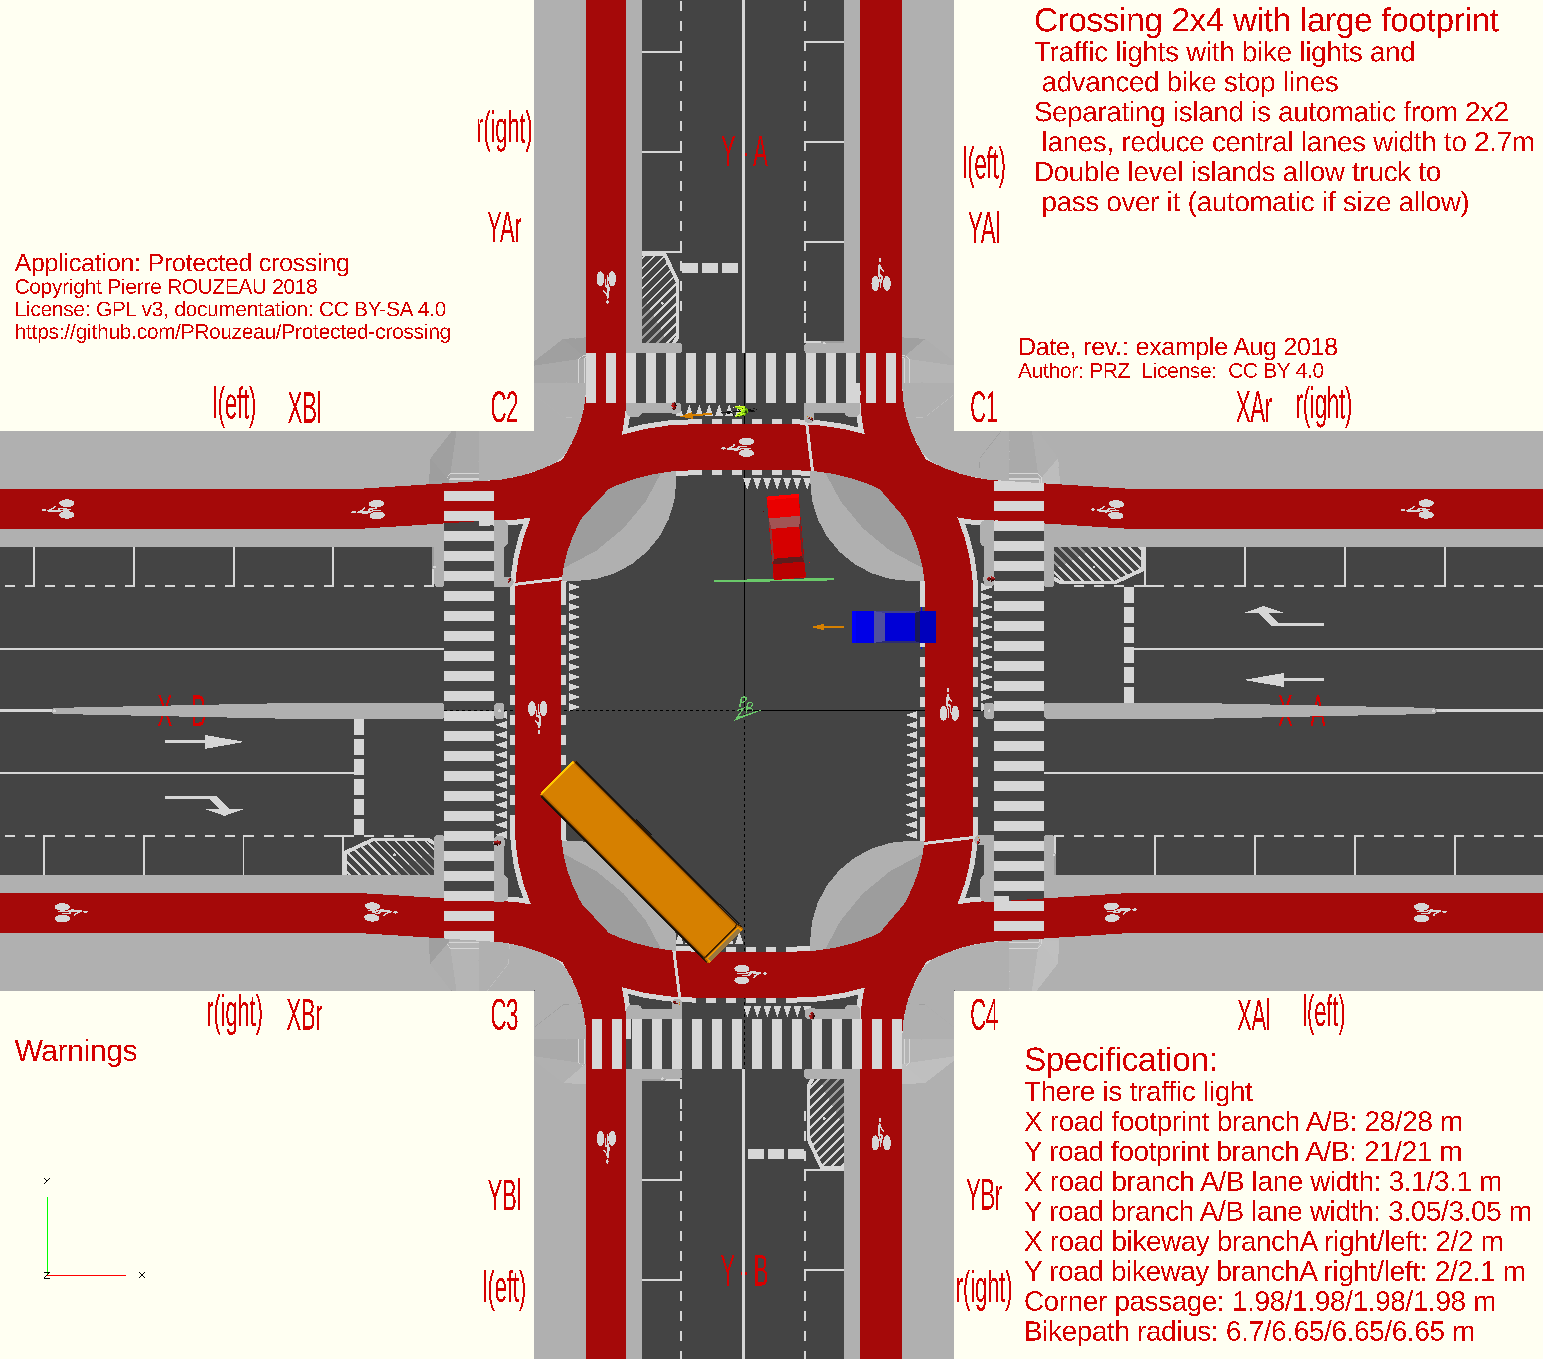 Crossing 2x4 with large footprint
Traffic lights with bike lights and
advanced bike stop lines
Separating island is automatic from 2x2
lanes, reduce central lanes width to 2.7m
Double level islands allow truck to
pass over it (automatic if size allow)
r(ight)
Y - A
l(eft)
YAr
YAl
Application: Protected crossing
Copyright Pierre ROUZEAU 2018
License: GPL v3, documentation: CC BY-SA 4.0
https://github.com/PRouzeau/Protected-crossing
Date, rev.: example Aug 2018
Author: PRZ License: CC BY 4.0
l(eft) XBl C2 C1 XAr r(ight)
X - B
X - A
r(ight) XBr C3 C4 XAl l(eft)
Warnings
Specification:
There is traffic light
X road footprint branch A/B: 28/28 m
Y road footprint branch A/B: 21/21 m
X road branch A/B lane width: 3.1/3.1 m
Y road branch A/B lane width: 3.05/3.05 m
X road bikeway branchA right/left: 2/2 m
Y road bikeway branchA right/left: 2/2.1 m
Corner passage: 1.98/1.98/1.98/1.98 m
Bikepath radius: 6.7/6.65/6.65/6.65 m
YBl
YBr
Y - B
l(eft)
r(ight)
Y
Z
X